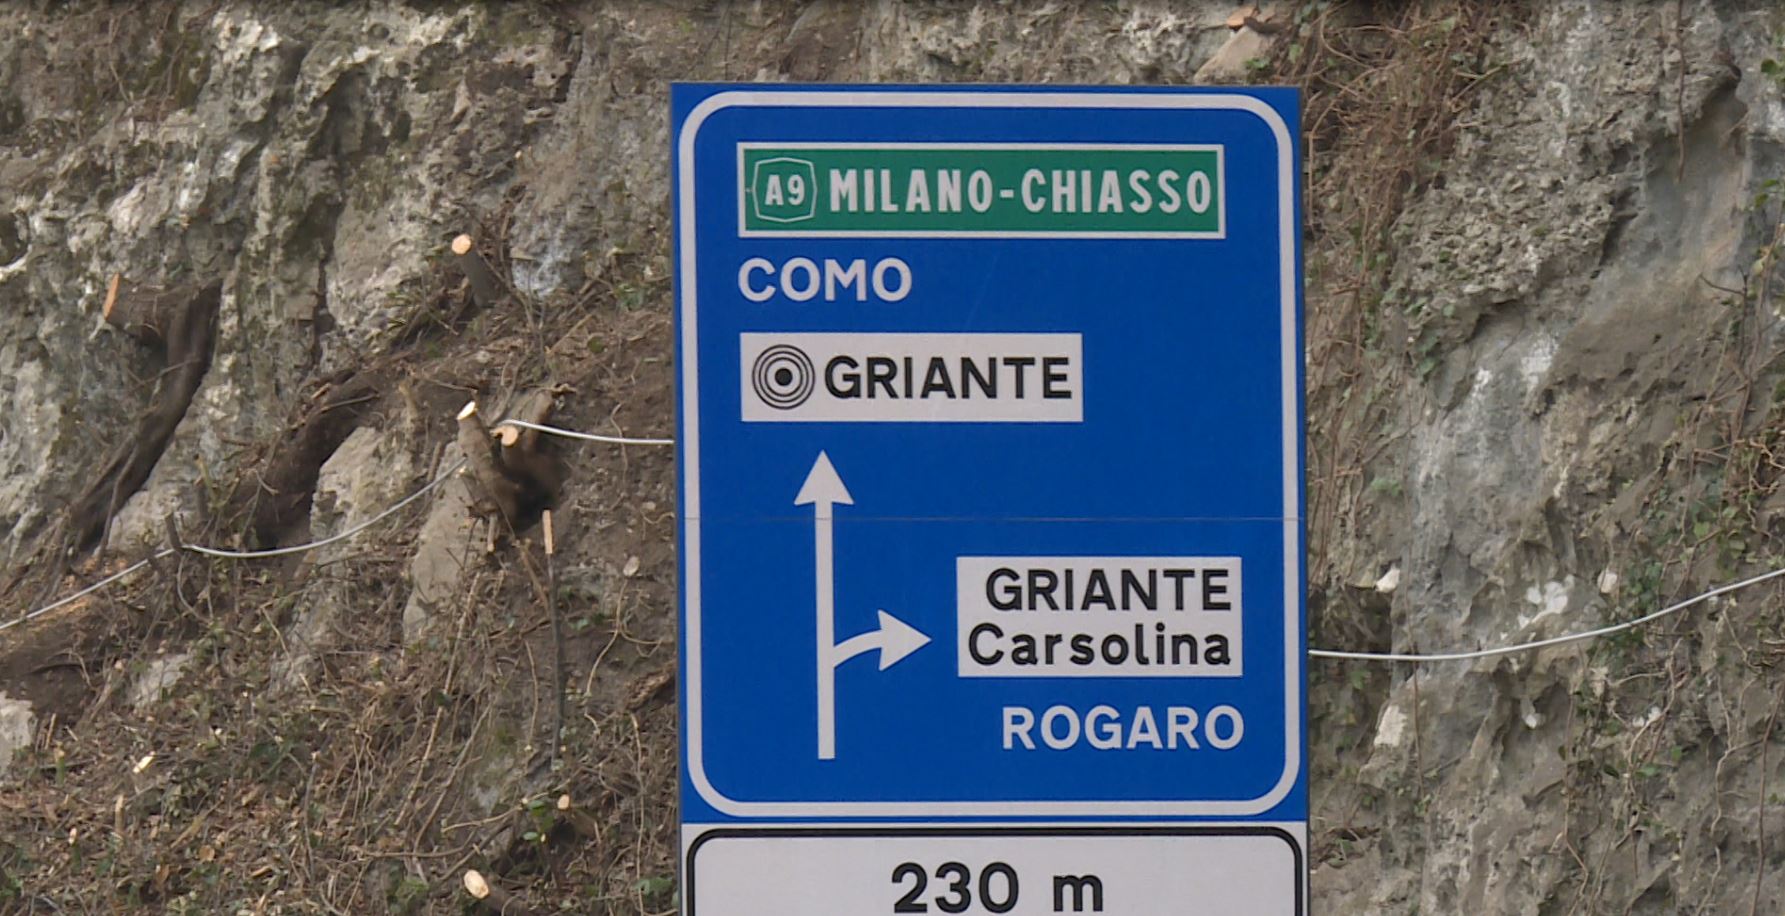 A9 MILANO-CHIASSO
COMO
GRIANTE
GRIANTE
Carsolina
ROGARO
230 m